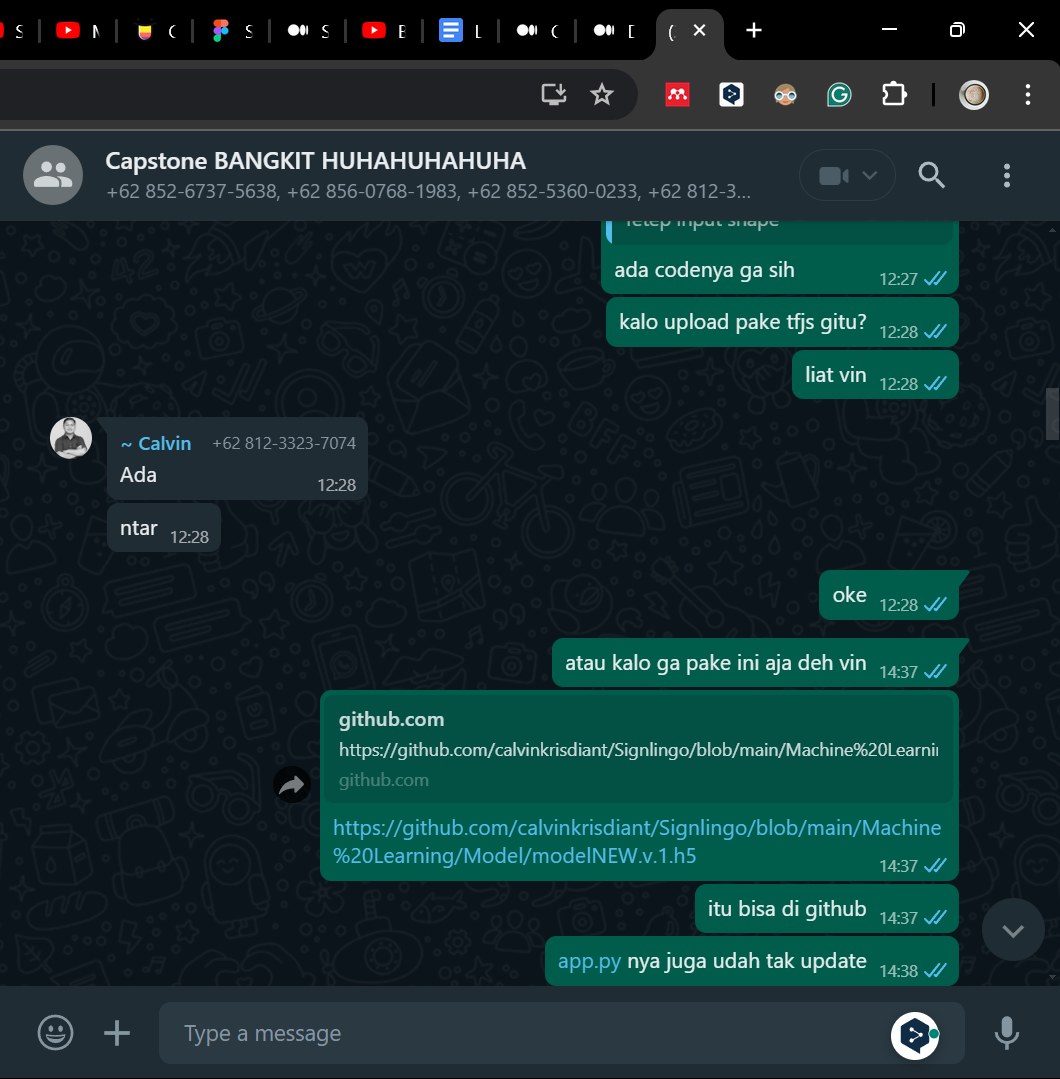 S
N
C
S
S
E
L
C
D
(.
Capstone BANGKIT HUHAHUHAHUHA
+62 852-6737-5638, +62 856-0768-1983, +62 852-5360-0233, +62 812-3...
Tetep input shape
ada codenya ga sih
12:27
kalo upload pake tfjs gitu?
12:28
liat vin
12:28
~ Calvin +62 812-3323-7074
Ada
12:28
ntar
12:28
oke
12:28
atau kalo ga pake ini aja deh vin
14:37
github.com
https://github.com/calvinkrisdiant/Signlingo/blob/main/Machine%20Learni
github.com
https://github.com/calvinkrisdiant/Signlingo/blob/main/Machine
%20Learning/Model/modelNEW.v.1.h5
14:37
itu bisa di github
14:37
app.py nya juga udah tak update
14:38
Type a message